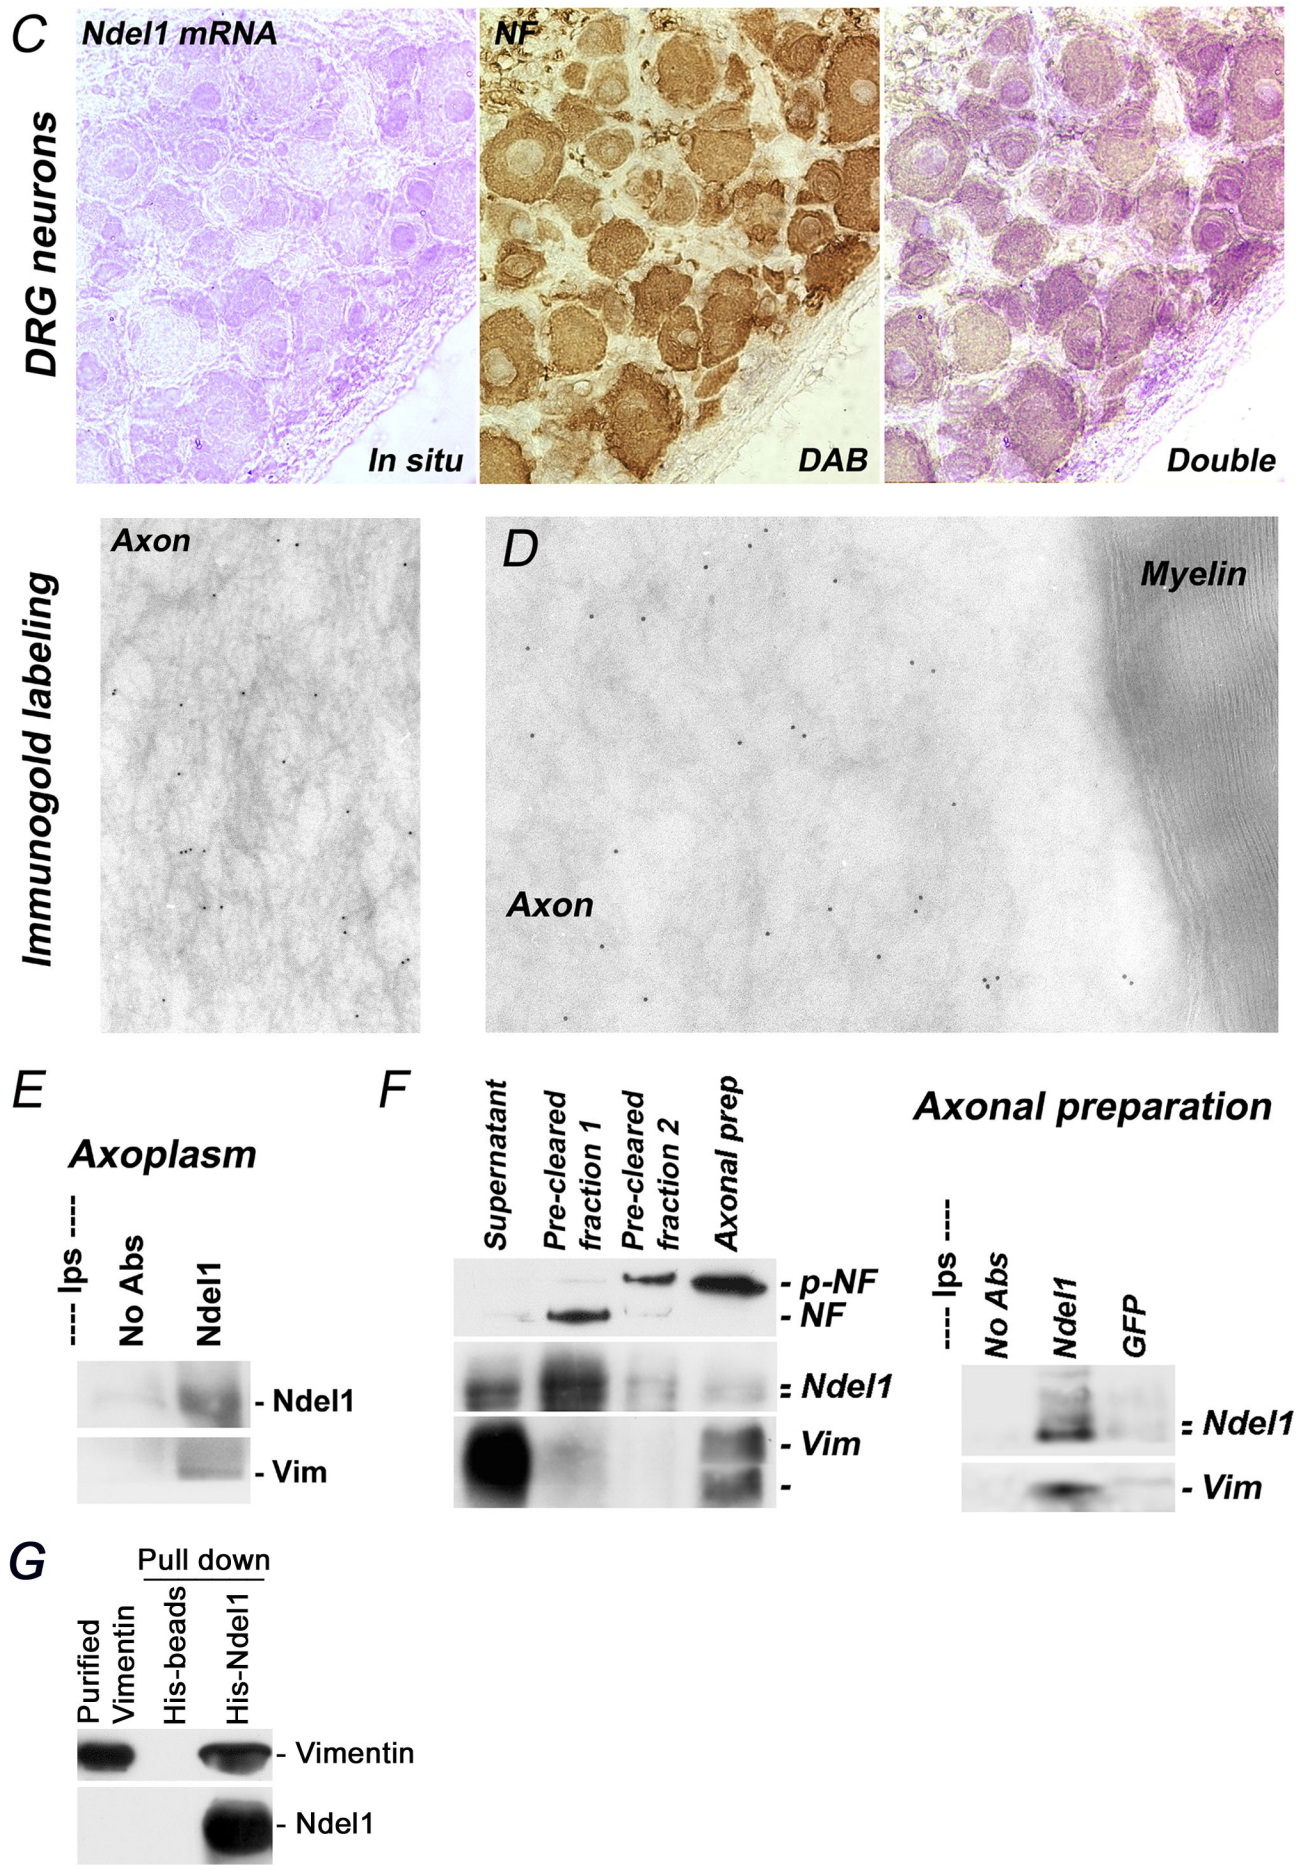 C
Ndel1 mRNA
NF
DRG neurons
In situ
DAB
Double
Immunogold labeling
Axon
D
Myelin
Axon
E
Axoplasm
---- Ips ----
No Abs
Ndel1
- Ndel1
- Vim
F
Supernatant
Pre-cleared
fraction 1
Pre-cleared
fraction 2
Axonal prep
- p-NF
- NF
= Ndel1
- Vim
-
Axonal preparation
---- Ips ----
No Abs
Ndel1
GFP
= Ndel1
- Vim
G
Pull down
Purified
Vimentin
His-beads
His-Ndel1
- Vimentin
- Ndel1